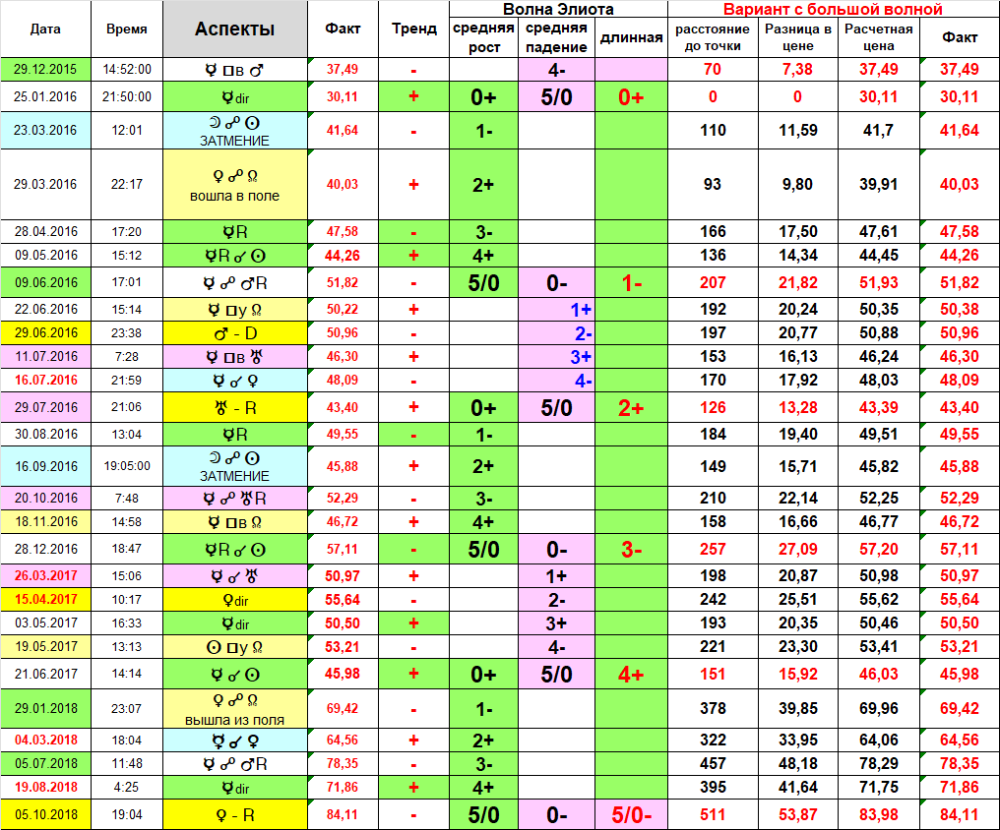 Дата Время Аспекты Факт Тренд Волна Элиота Вариант с большой волной
средняя рост средняя падение длинная расстояние до точки Разница в цене Расчетная цена Факт
29.12.2015 14:52:00 ☿ □в ♂ 37,49 - 4- 70 7,38 37,49 37,49
25.01.2016 21:50:00 ☿dir 30,11 + 0+ 5/0 0+ 0 0 30,11 30,11
23.03.2016 12:01 ☽ ☍ ☉ ЗАТМЕНИЕ 41,64 - 1- 110 11,59 41,7 41,64
29.03.2016 22:17 ♀ ☍ ☊ вошла в поле 40,03 + 2+ 93 9,80 39,91 40,03
28.04.2016 17:20 ☿R 47,58 - 3- 166 17,50 47,61 47,58
09.05.2016 15:12 ☿R ☌ ☉ 44,26 + 4+ 136 14,34 44,45 44,26
09.06.2016 17:01 ☿ ☍ ♂R 51,82 - 5/0 0- 1- 207 21,82 51,93 51,82
22.06.2016 15:14 ☿ □у ☊ 50,22 + 1+ 192 20,24 50,35 50,38
29.06.2016 23:38 ♂ - D 50,96 - 2- 197 20,77 50,88 50,96
11.07.2016 7:28 ☿ □в ♅ 46,30 + 3+ 153 16,13 46,24 46,30
16.07.2016 21:59 ☿ ☌ ♀ 48,09 - 4- 170 17,92 48,03 48,09
29.07.2016 21:06 ♅ - R 43,40 + 0+ 5/0 2+ 126 13,28 43,39 43,40
30.08.2016 13:04 ☿R 49,55 - 1- 184 19,40 49,51 49,55
16.09.2016 19:05:00 ☽ ☍ ☉ ЗАТМЕНИЕ 45,88 + 2+ 149 15,71 45,82 45,88
20.10.2016 7:48 ☿ ☍ ♅R 52,29 - 3- 210 22,14 52,25 52,29
18.11.2016 14:58 ☿ □в ☊ 46,72 + 4+ 158 16,66 46,77 46,72
28.12.2016 18:47 ☿R ☌ ☉ 57,11 - 5/0 0- 3- 257 27,09 57,20 57,11
26.03.2017 15:06 ☿ ☌ ♅ 50,97 + 1+ 198 20,87 50,98 50,97
15.04.2017 10:17 ♀dir 55,64 - 2- 242 25,51 55,62 55,64
03.05.2017 16:33 ☿dir 50,50 + 3+ 193 20,35 50,46 50,50
19.05.2017 13:13 ☉ □у ☊ 53,21 - 4- 221 23,30 53,41 53,21
21.06.2017 14:14 ☿ ☌ ☉ 45,98 + 0+ 5/0 4+ 151 15,92 46,03 45,98
29.01.2018 23:07 ♀ ☍ ☊ вышла из поля 69,42 - 1- 378 39,85 69,96 69,42
04.03.2018 18:04 ☿ ☌ ♀ 64,56 + 2+ 322 33,95 64,06 64,56
05.07.2018 11:48 ☿ ☍ ♂R 78,35 - 3- 457 48,18 78,29 78,35
19.08.2018 4:25 ☿dir 71,86 + 4+ 395 41,64 71,75 71,86
05.10.2018 19:04 ♀ - R 84,11 - 5/0 0- 5/0- 511 53,87 83,98 84,11